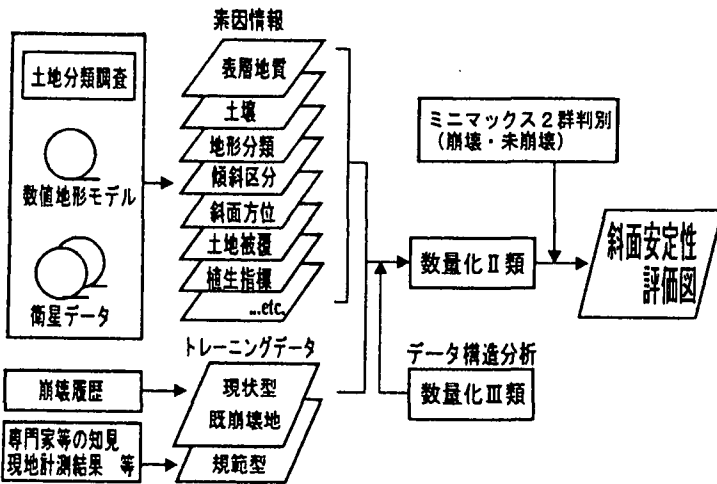 素因情報
土地分類調査
数値地形モデル
衛星データ
表層地質
土壌
地形分類
傾斜区分
斜面方位
土地被覆
植生指標
...etc.
ミニマックス2群判別
(崩壊・未崩壊)
数量化Ⅱ類
斜面安定性
評価図
トレーニングデータ
データ構造分析
数量化Ⅲ類
崩壊履歴
現状型
既崩壊地
専門家等の知見
現地計測結果 等
規範型